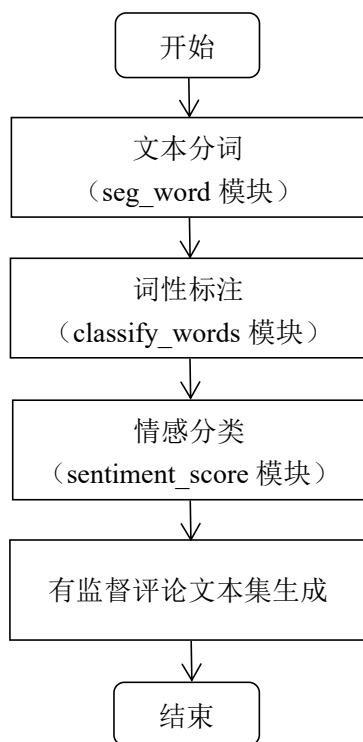 开始
文本分词
（seg_word 模块）
词性标注
（classify_words 模块）
情感分类
（sentiment_score 模块）
有监督评论文本集生成
结束